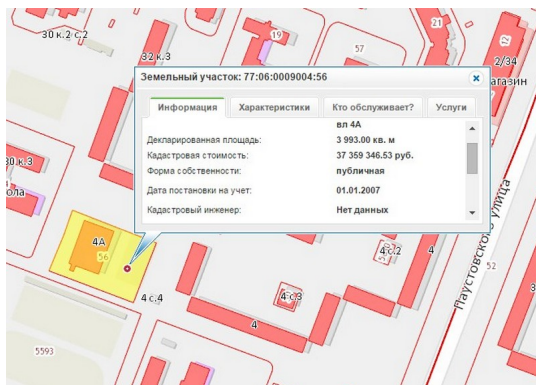 30 к.2 с.2
32 к.3
19
57
21
12
2/34
агазин
Земельный участок: 77:06:0009004:56
Информация Характеристики Кто обслуживает? Услуги
вл 4А
Декларированная площадь: 3 993.00 кв. м
Кадастровая стоимость: 37 359 346.53 руб.
Форма собственности: публичная
Дата постановки на учет: 01.01.2007
Кадастровый инженер: Нет данных
30 к.3
ола
4А
56
4 с.4
4 с.2
4
52
4 с.3
4
Паустовского улица
3
5593